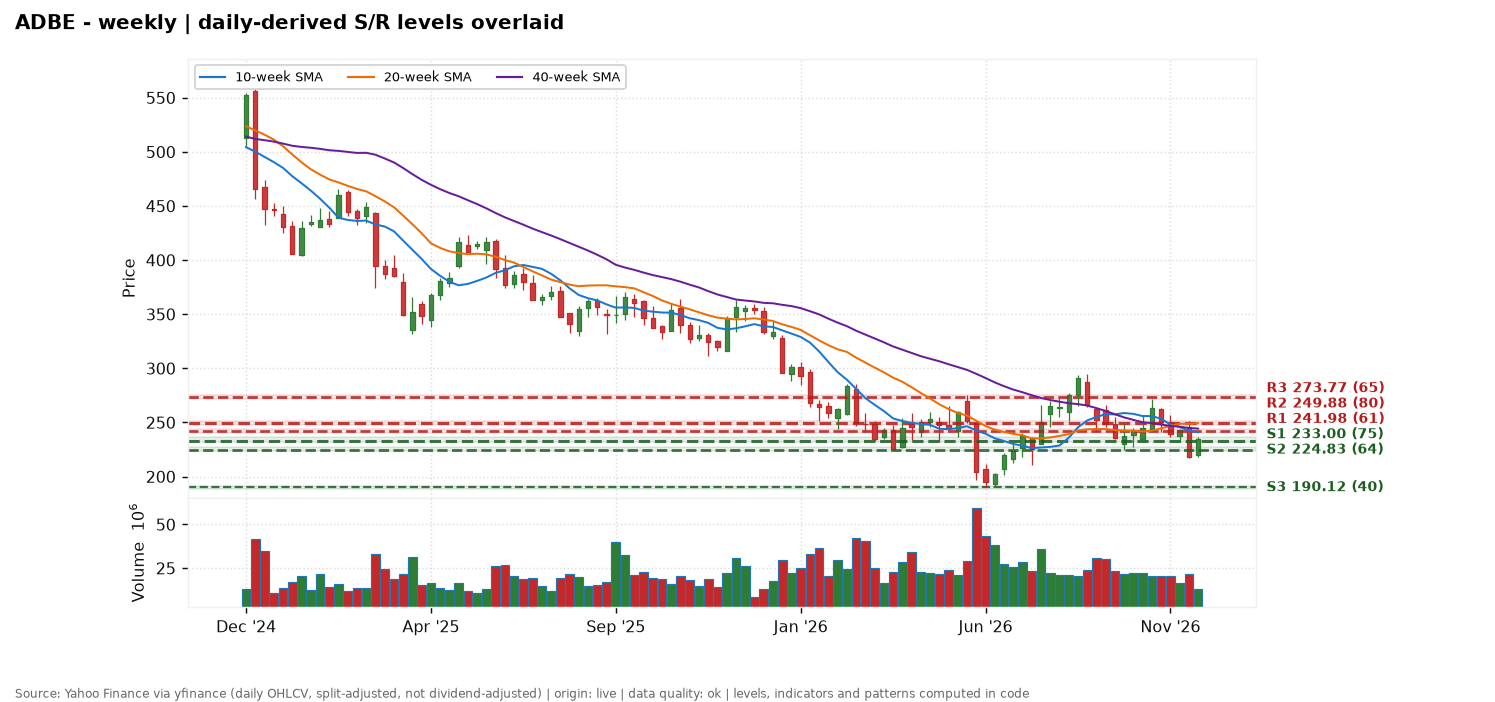 ADBE - weekly | daily-derived S/R levels overlaid
10-week SMA 20-week SMA 40-week SMA
Price
550
500
450
400
350
300
250
200
R3 273.77 (65)
R2 249.88 (80)
R1 241.98 (61)
S1 233.00 (75)
S2 224.83 (64)
S3 190.12 (40)
Volume 10⁶
50
25
Dec '24 Apr '25 Sep '25 Jan '26 Jun '26 Nov '26
Source: Yahoo Finance via yfinance (daily OHLCV, split-adjusted, not dividend-adjusted) | origin: live | data quality: ok | levels, indicators and patterns computed in code